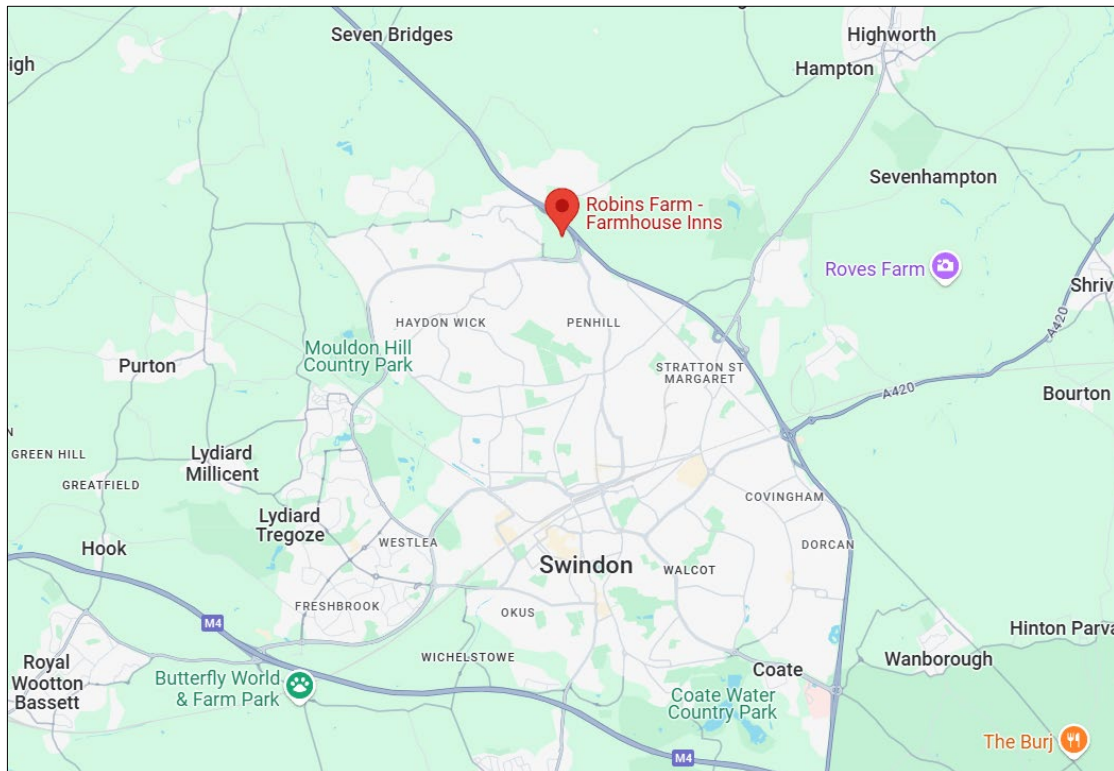 Seven Bridges
Highworth
Hampton
igh
Sevenhampton
Robins Farm -
Farmhouse Inns
Roves Farm
Shriv
A420
HAYDON WICK
PENHILL
Mouldon Hill
Country Park
Purton
STRATTON ST
MARGARET
A420
Bourton
N
GREEN HILL
Lydiard
Millicent
GREATFIELD
COVINGHAM
Lydiard
Tregoze
WESTLEA
DORCAN
Hook
Swindon
WALCOT
FRESHBROOK
OKUS
M4
Hinton Parva
WICHELSTOWE
Wanborough
Royal
Wootton
Bassett
Butterfly World
& Farm Park
Coate
Coate Water
Country Park
The Burj
M4